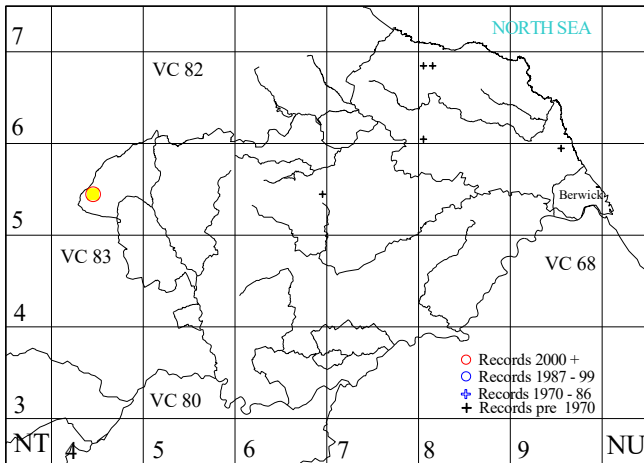 7
NORTH SEA
VC 82
6
Berwick
5
VC 83
VC 68
4
Records 2000 +
Records 1987 - 99
Records 1970 - 86
Records pre 1970
VC 80
3
NT 4 5 6 7 8 9 NU